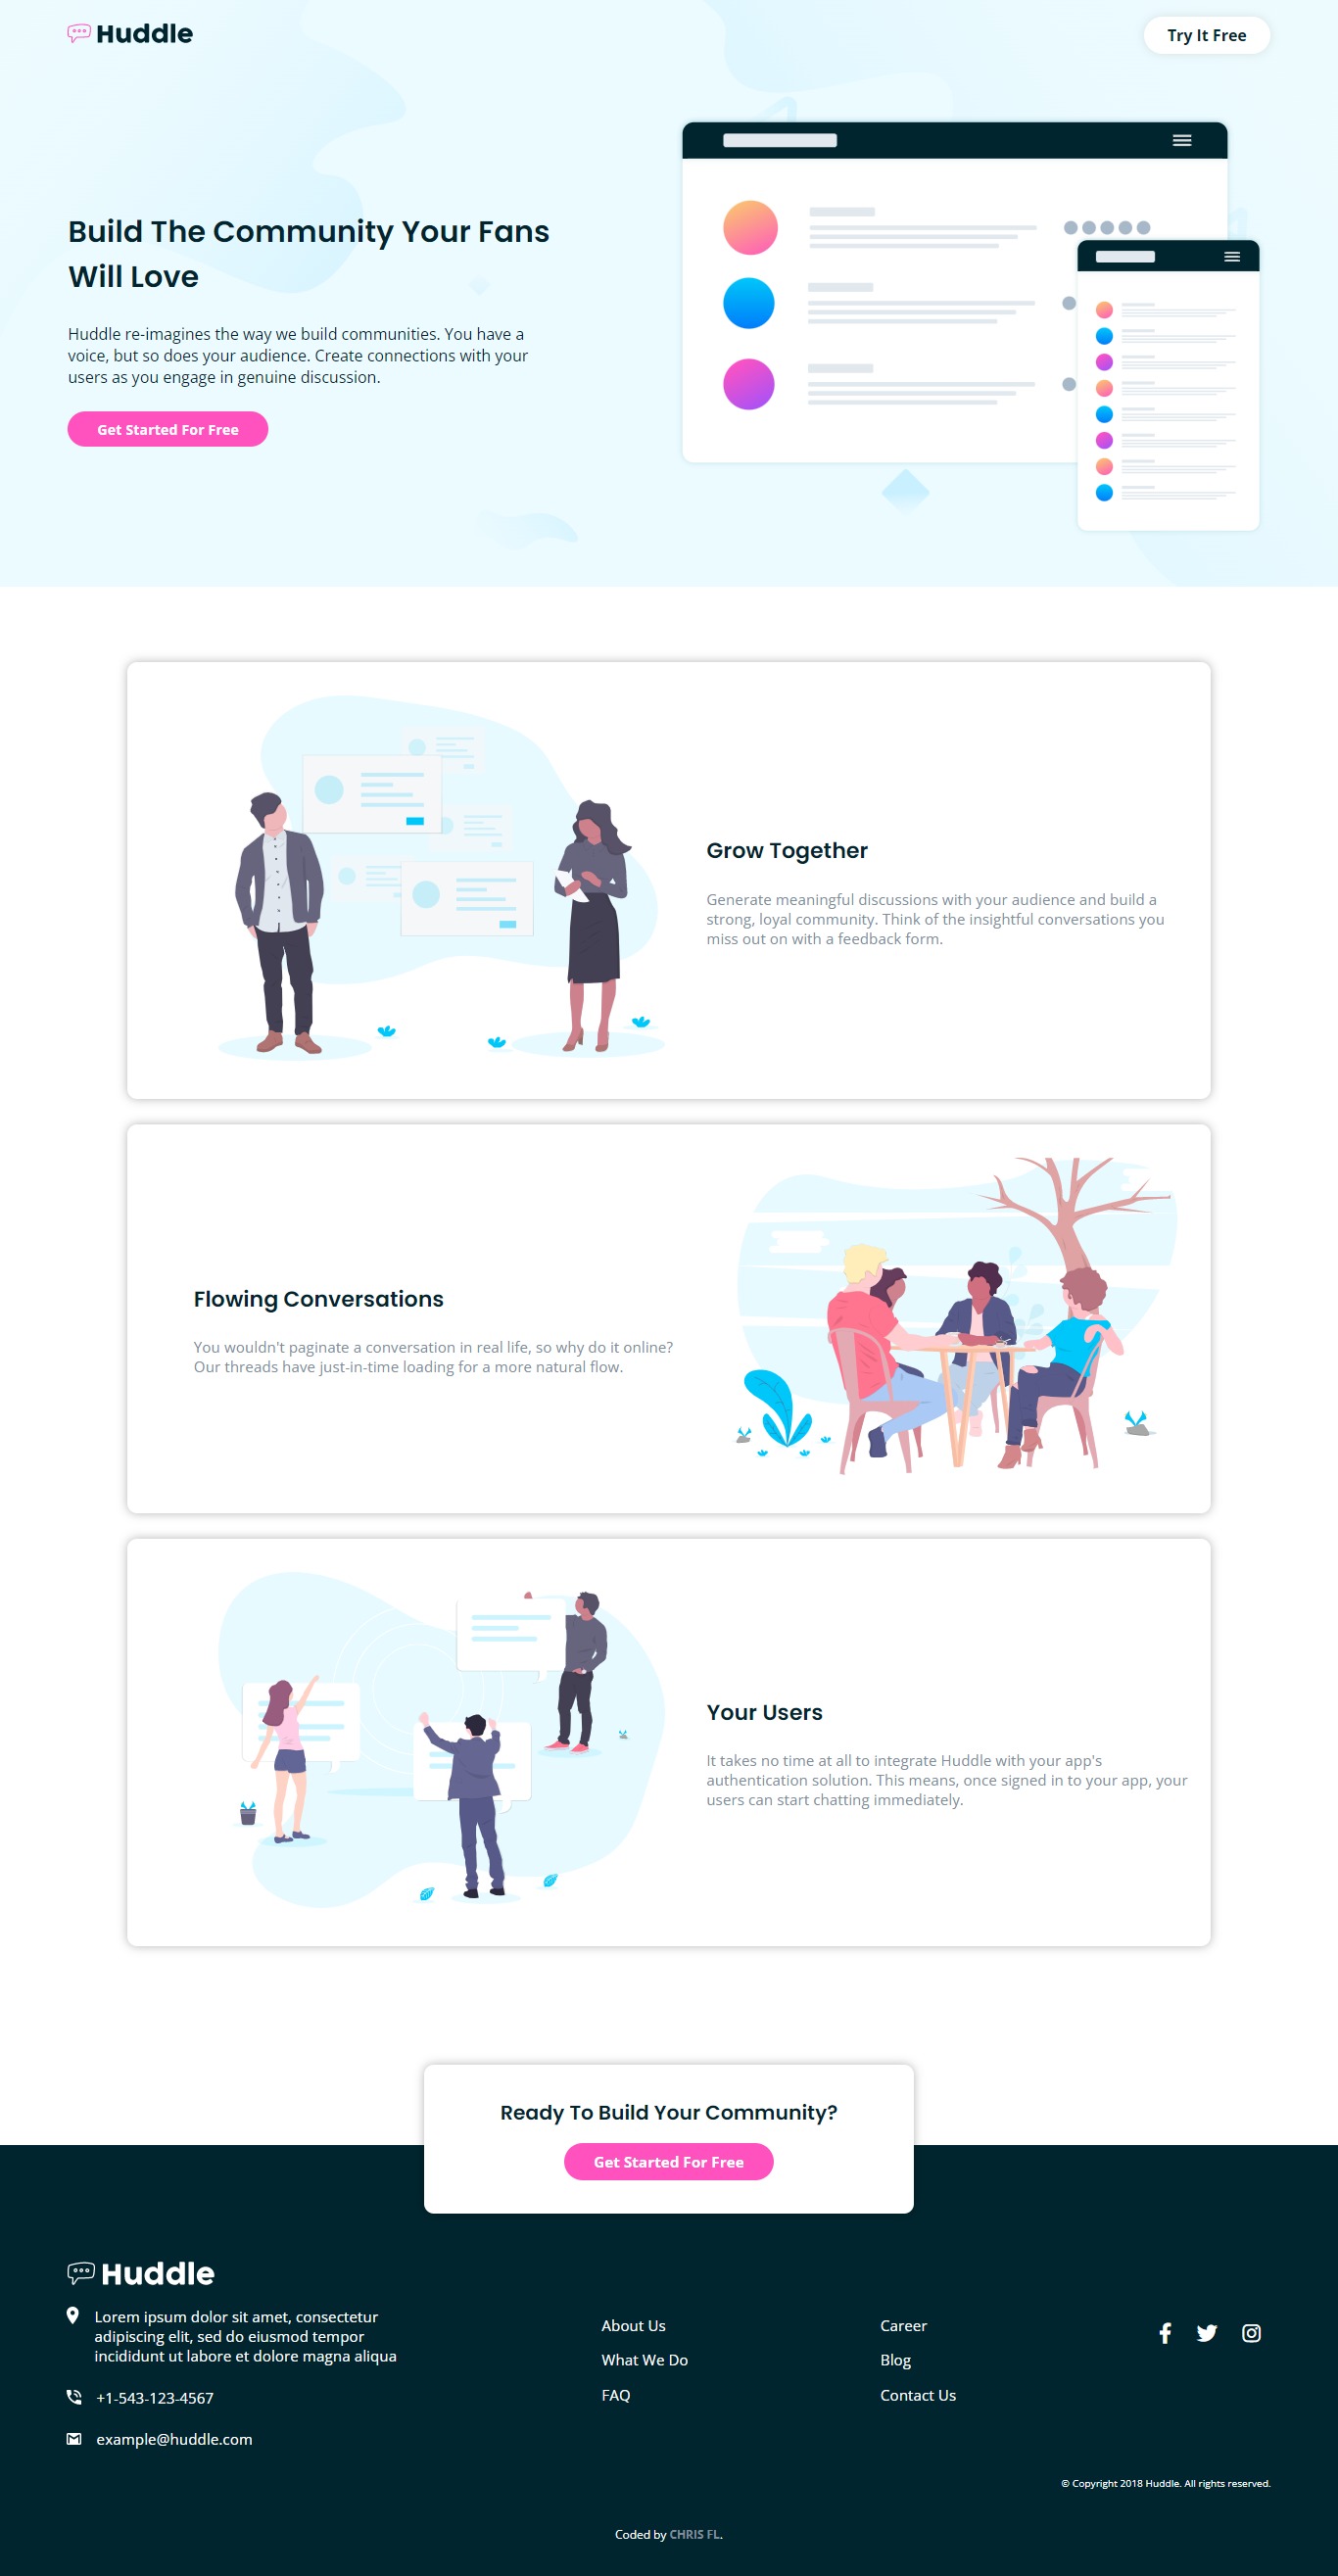 Huddle
Try It Free
Build The Community Your Fans
Will Love
Huddle re-imagines the way we build communities. You have a
voice, but so does your audience. Create connections with your
users as you engage in genuine discussion.
Get Started For Free
Grow Together
Generate meaningful discussions with your audience and build a
strong, loyal community. Think of the insightful conversations you
miss out on with a feedback form.
Flowing Conversations
You wouldn't paginate a conversation in real life, so why do it online?
Our threads have just-in-time loading for a more natural flow.
Your Users
It takes no time at all to integrate Huddle with your app's
authentication solution. This means, once signed in to your app, your
users can start chatting immediately.
Ready To Build Your Community?
Get Started For Free
Huddle
Lorem ipsum dolor sit amet, consectetur
adipiscing elit, sed do eiusmod tempor
incididunt ut labore et dolore magna aliqua
+1-543-123-4567
example@huddle.com
About Us
What We Do
FAQ
Career
Blog
Contact Us
© Copyright 2018 Huddle. All rights reserved.
Coded by CHRIS FL.